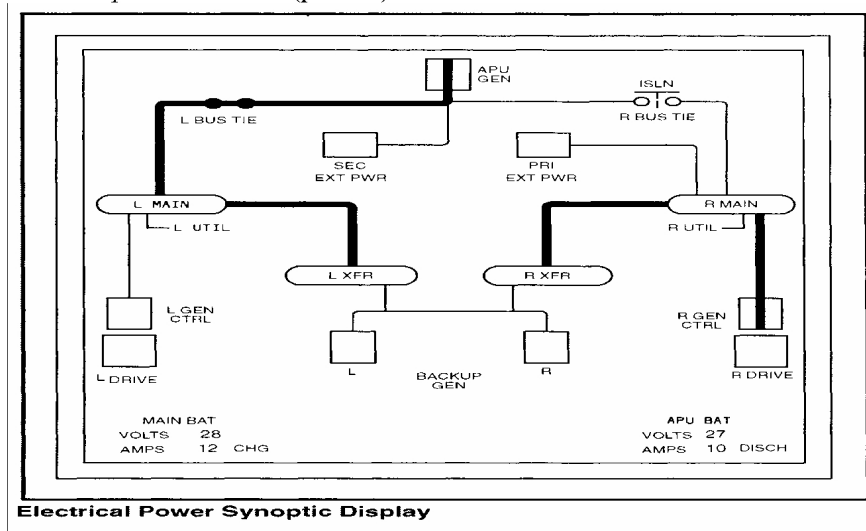 APU
GEN
ISLN
L BUS TIE
R BUS TIE
SEC
EXT PWR
PRI
EXT PWR
L MAIN
R MAIN
L UTIL
R UTIL
L XFR
R XFR
L GEN
CTRL
R GEN
CTRL
L DRIVE
L
BACKUP
GEN
R
R DRIVE
MAIN BAT
VOLTS 28
AMPS 12 CHG
APU BAT
VOLTS 27
AMPS 10 DISCH
Electrical Power Synoptic Display